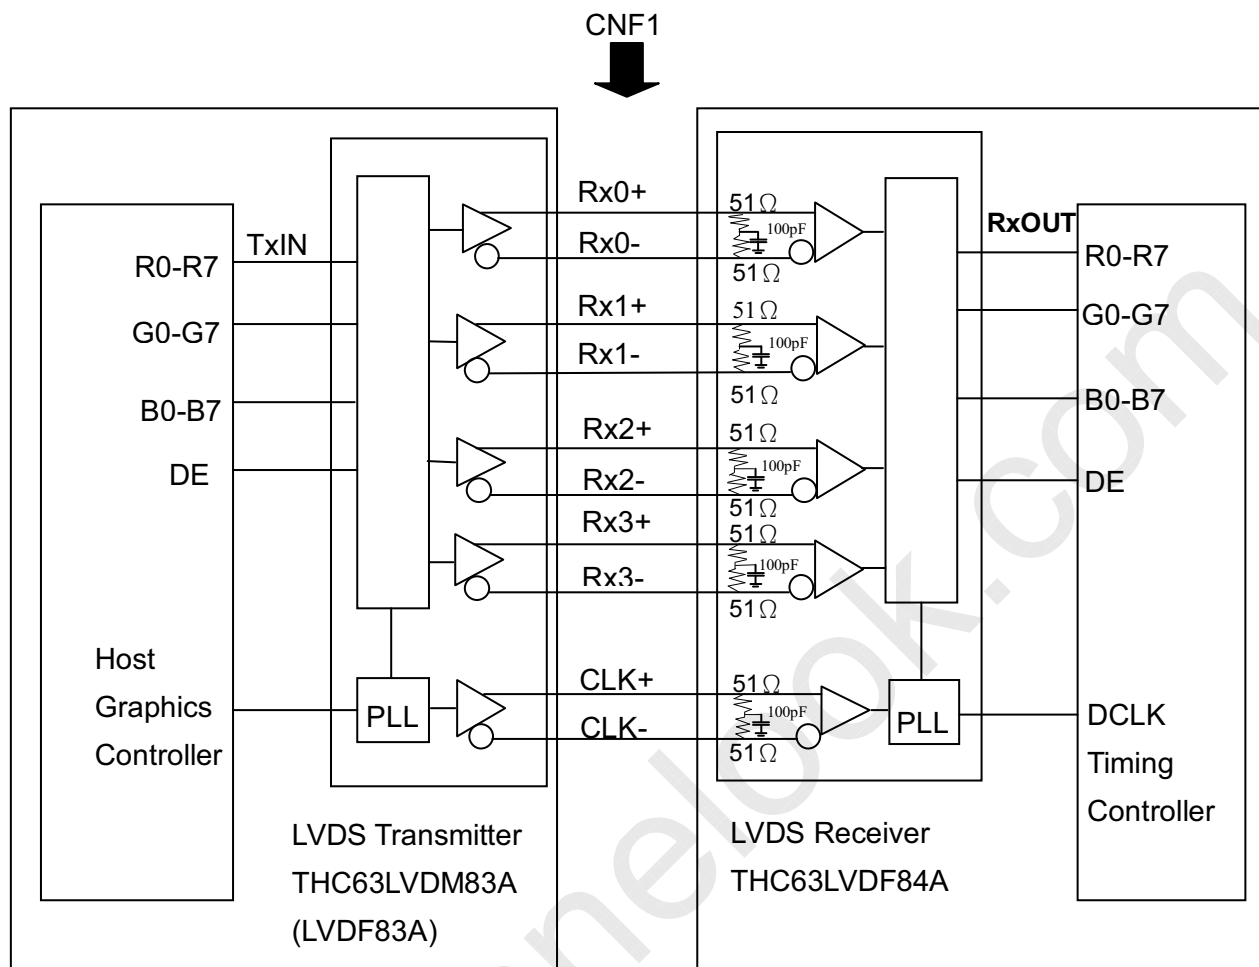 CNF1
Host
Graphics
Controller
R0-R7
G0-G7
B0-B7
DE
TxIN
PLL
LVDS Transmitter
THC63LVDM83A
(LVDF83A)
Rx0+
Rx0-
Rx1+
Rx1-
Rx2+
Rx2-
Rx3+
Rx3-
CLK+
CLK-
51Ω
100pF
51Ω
51Ω
100pF
51Ω
51Ω
100pF
51Ω
51Ω
100pF
51Ω
51Ω
100pF
51Ω
PLL
LVDS Receiver
THC63LVDF84A
RxOUT
R0-R7
G0-G7
B0-B7
DE
DCLK
Timing
Controller
nelook.com